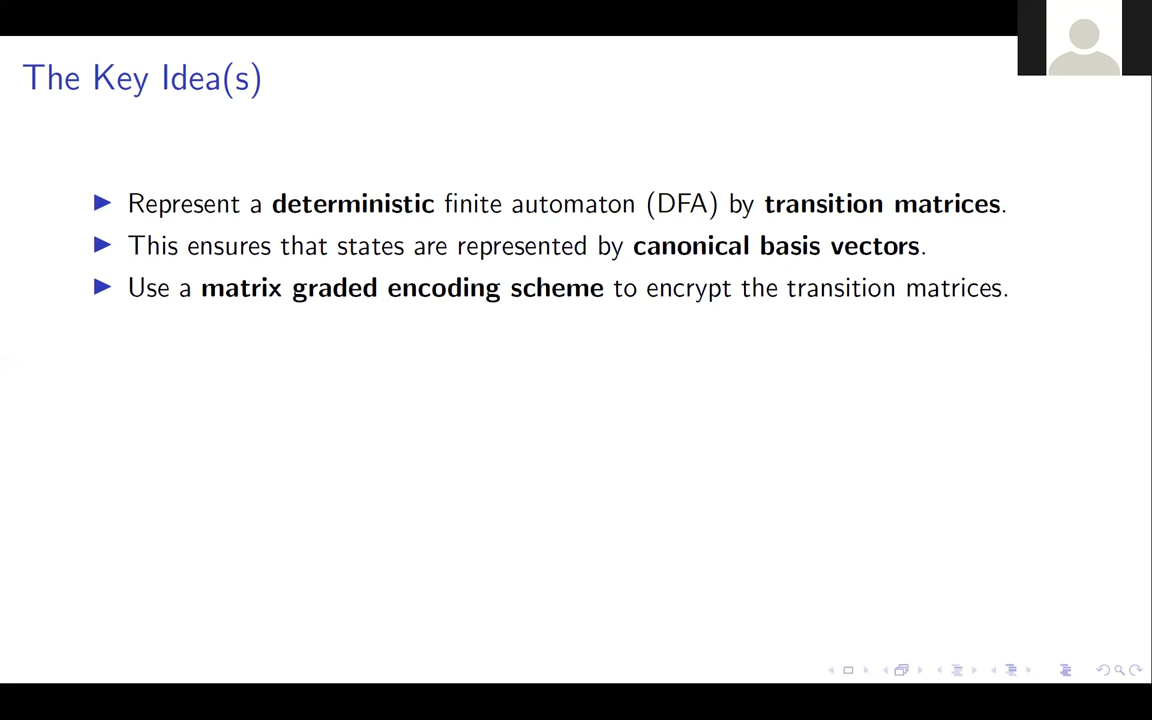 The Key Idea(s)
Represent a deterministic finite automaton (DFA) by transition matrices.
This ensures that states are represented by canonical basis vectors.
Use a matrix graded encoding scheme to encrypt the transition matrices.